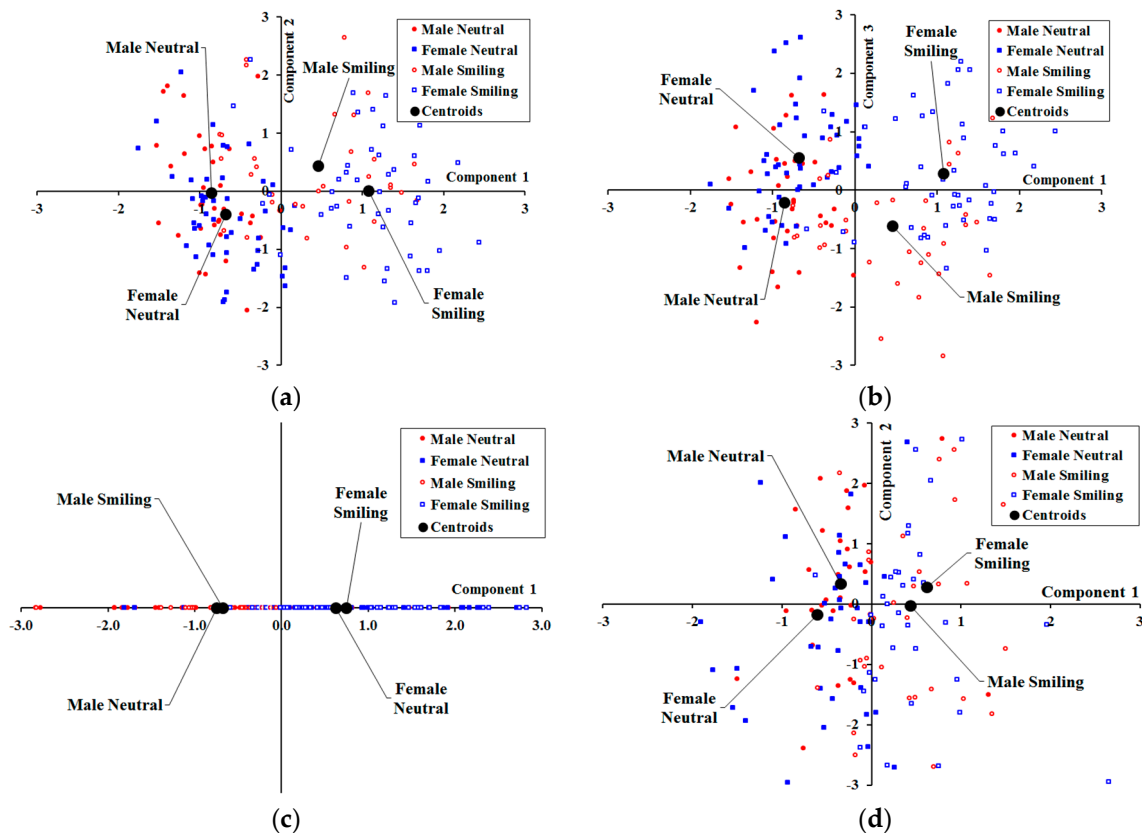 3
Component 2
Male Neutral
Female Neutral
Male Smiling
Female Smiling
Centroids
Male Neutral
2
Male Smiling
1
Component 1
0
-3
-2
-1
0
1
2
3
-1
Female
Neutral
Female
Smiling
-2
-3
(a)
3
Component 3
Male Neutral
Female Neutral
Male Smiling
Female Smiling
Centroids
Female
Smiling
2
Female
Neutral
1
Component 1
0
-3
-2
-1
0
1
2
3
-1
Male Neutral
Male Smiling
-2
-3
(b)
Male Neutral
Female Neutral
Male Smiling
Female Smiling
Centroids
Male Smiling
Female
Smiling
Component 1
-3.0
-2.0
-1.0
0.0
1.0
2.0
3.0
Male Neutral
Female
Neutral
(c)
3
Component 2
Male Neutral
Female Neutral
Male Smiling
Female Smiling
Centroids
Male Neutral
2
1
Female
Smiling
Component 1
0
-3
-2
-1
0
1
2
3
-1
Female
Neutral
Male Smiling
-2
-3
(d)